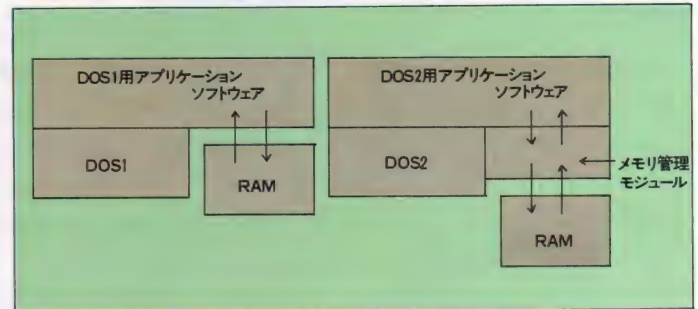 DOS1用アプリケーション
ソフトウェア
DOS1
RAM
DOS2用アプリケーション
ソフトウェア
DOS2
メモリ管理
モジュール
RAM